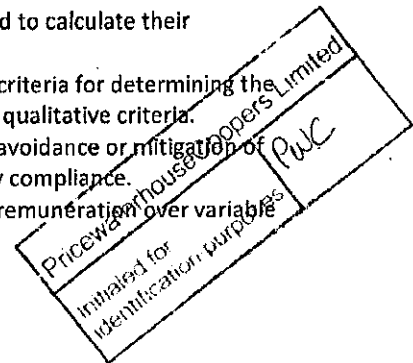 d to calculate their
criteria for determining the
qualitative criteria.
avoidance or mitigation of
y compliance.
remuneration over variable
PricewaterhouseCoopers Limited
Initialed for
identification purposes
PwC